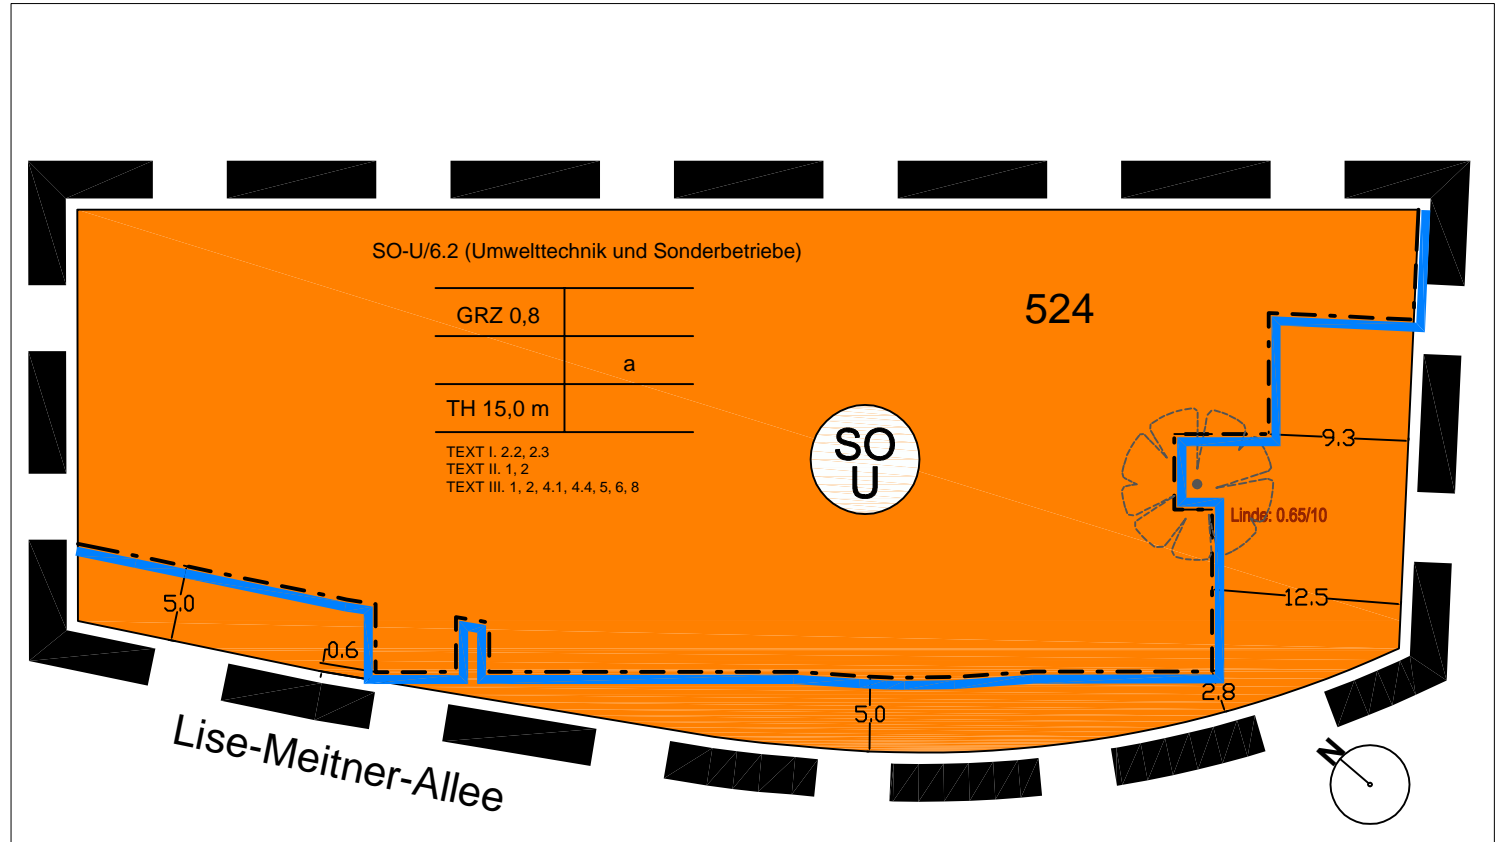 SO-U/6.2 (Umwelttechnik und Sonderbetriebe)
GRZ 0,8
a
TH 15,0 m
TEXT I. 2.2, 2.3
TEXT II. 1, 2
TEXT III. 1, 2, 4.1, 4.4, 5, 6, 8
524
SO
U
9.3
Linde: 0.65/10
12.5
5.0
0.6
2.8
5.0
Lise-Meitner-Allee
N